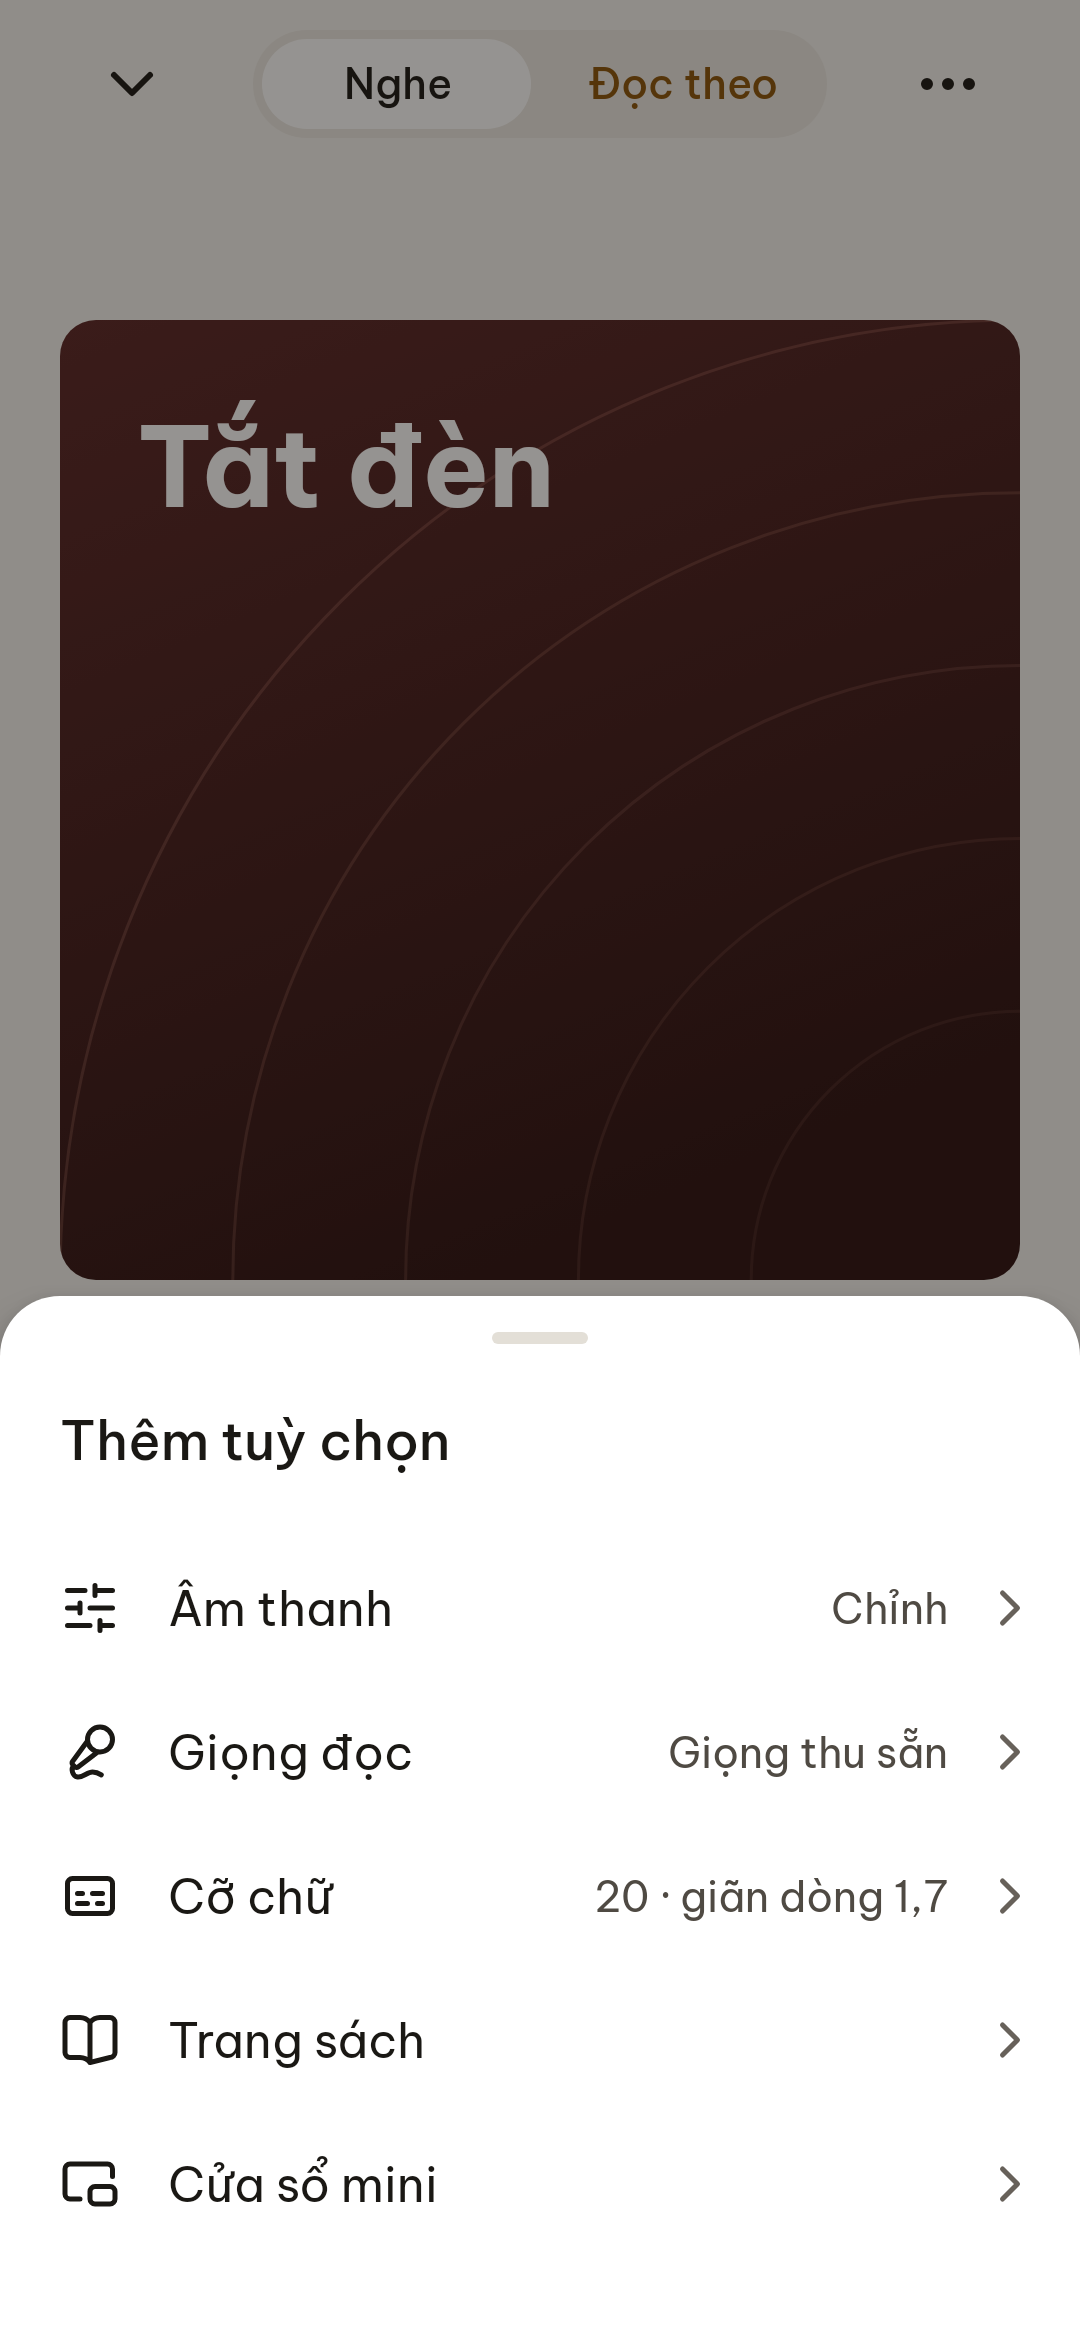 Nghe
Đọc theo
Tắt đèn
Thêm tuỳ chọn
Âm thanh Chỉnh
Giọng đọc Giọng thu sẵn
Cỡ chữ 20 · giãn dòng 1,7
Trang sách
Cửa sổ mini